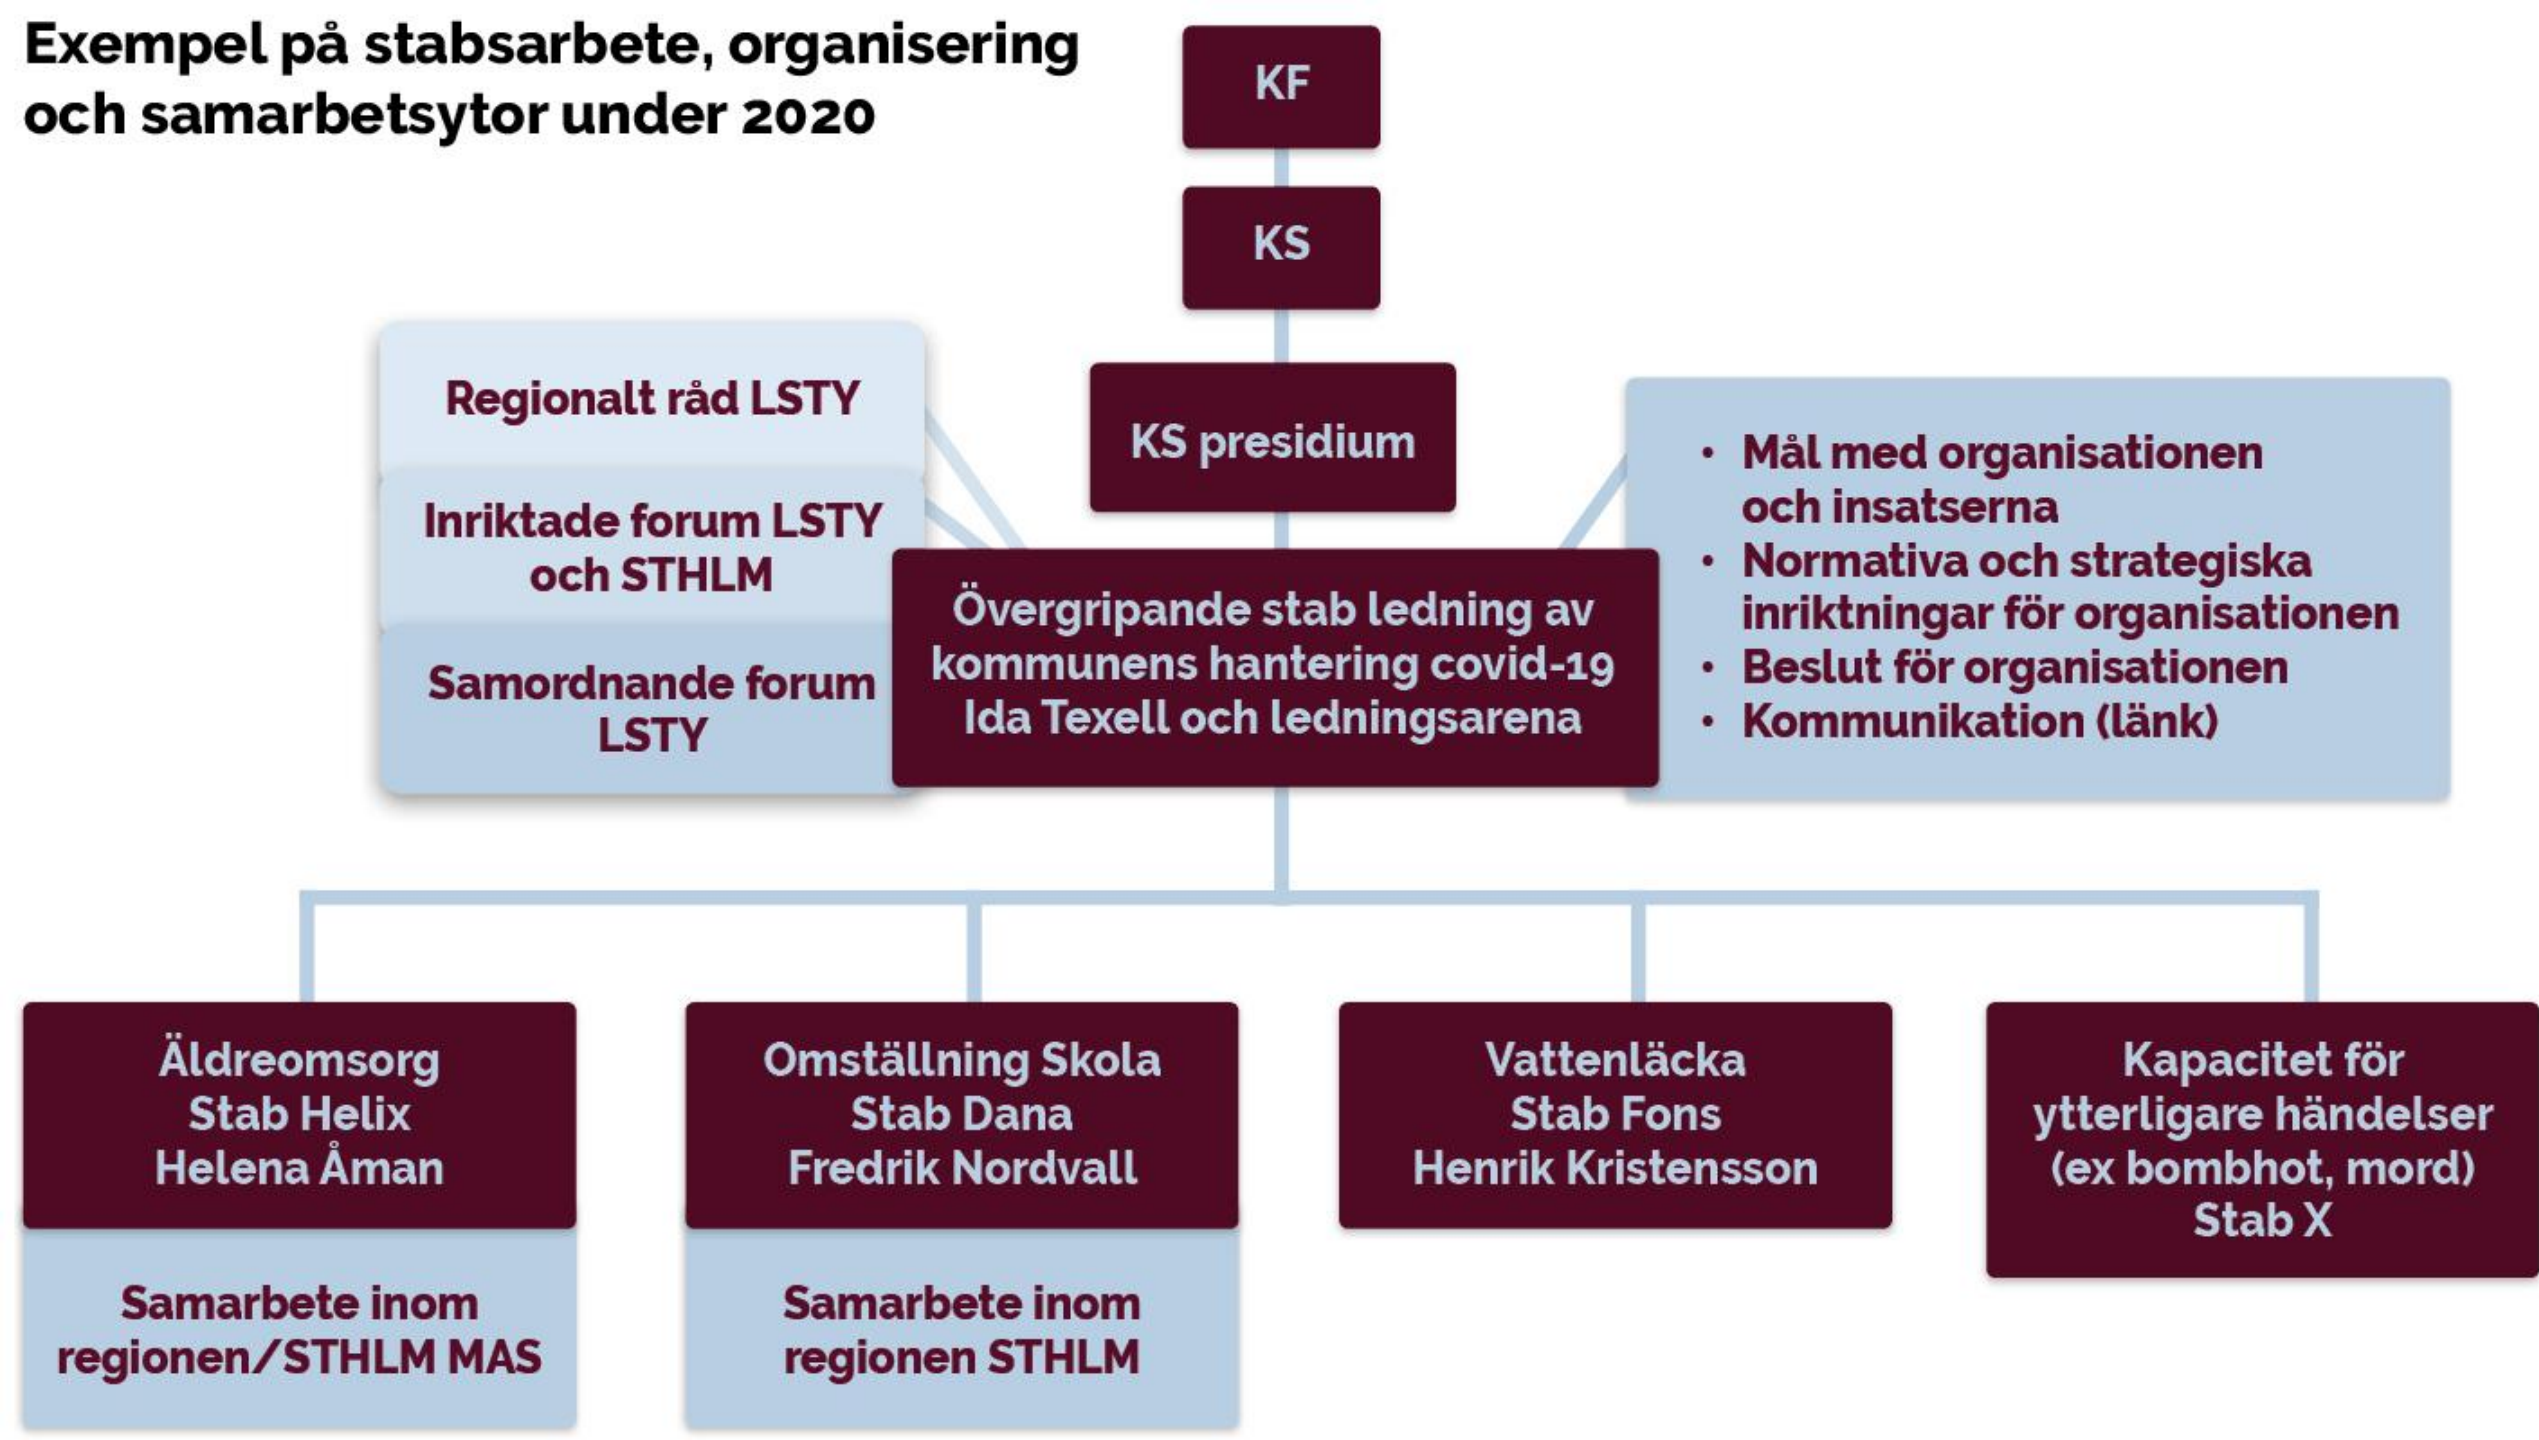 Exempel på stabsarbete, organisering
och samarbetsytor under 2020
KF
KS
KS presidium
Regionalt råd LSTY
Inriktade forum LSTY
och STHLM
Samordnande forum
LSTY
Övergripande stab ledning av
kommunens hantering covid-19
Ida Texell och ledningsarena
• Mål med organisationen
och insatserna
• Normativa och strategiska
inriktningar för organisationen
• Beslut för organisationen
• Kommunikation (länk)
Äldreomsorg
Stab Helix
Helena Åman
Samarbete inom
regionen/STHLM MAS
Omställning Skola
Stab Dana
Fredrik Nordvall
Samarbete inom
regionen STHLM
Vattenläcka
Stab Fons
Henrik Kristensson
Kapacitet för
ytterligare händelser
(ex bombhot, mord)
Stab X